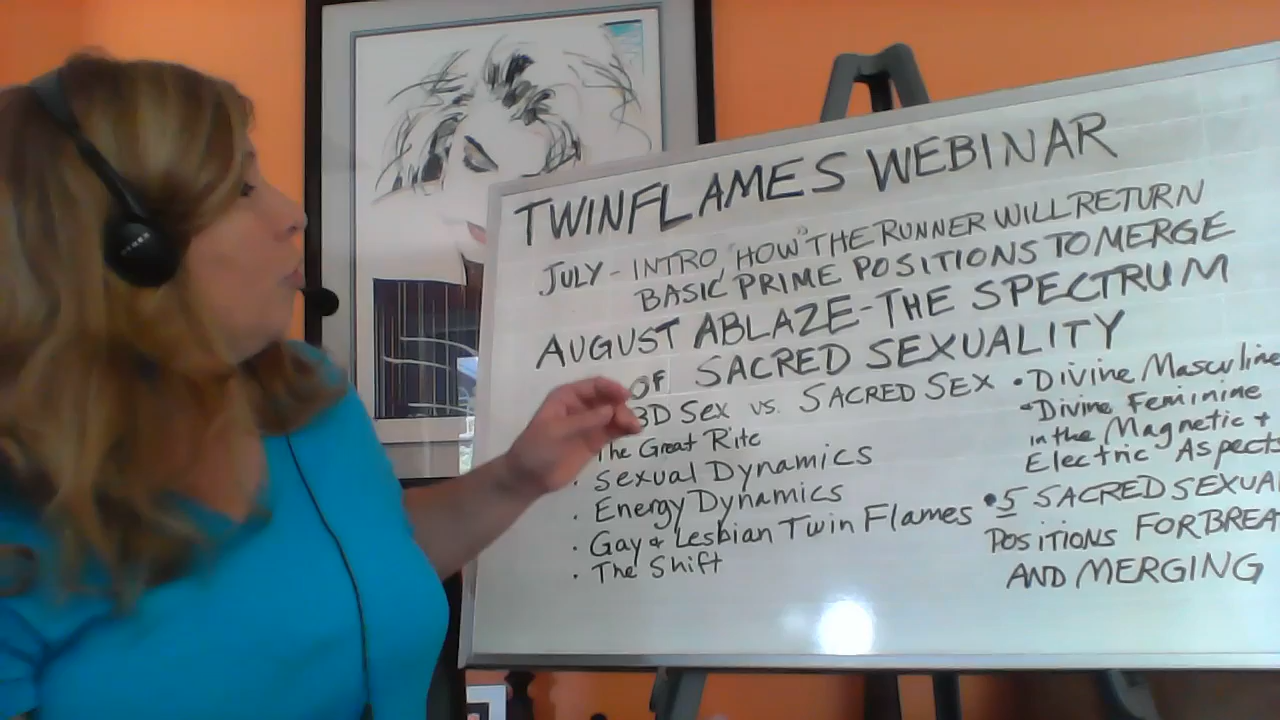 TWINFLAMES WEBINAR
JULY - INTRO "HOW" THE RUNNER WILL RETURN
BASIC PRIME POSITIONS TO MERGE
AUGUST ABLAZE - THE SPECTRUM
OF SACRED SEXUALITY
3D Sex vs. SACRED SEX
The Great Rite
· Sexual Dynamics
· Energy Dynamics
· Gay & Lesbian Twin Flames
· The Shift
• Divine Masculine
• Divine Feminine
in the Magnetic +
Electric Aspects
• 5 SACRED SEXUA
POSITIONS FOR BREA
AND MERGING